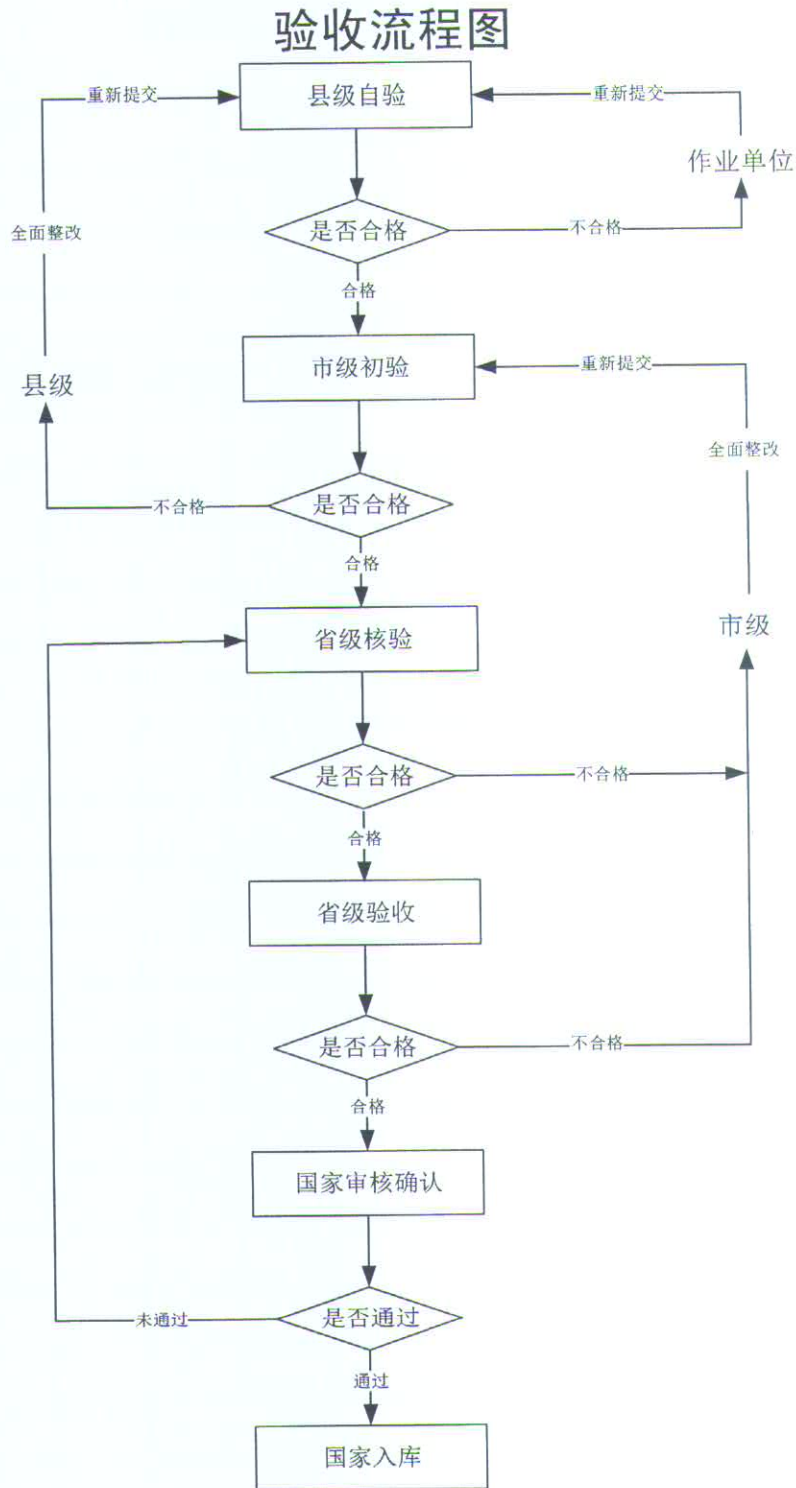 验收流程图
县级自验
重新提交
重新提交
作业单位
全面整改
是否合格
不合格
合格
市级初验
重新提交
县级
全面整改
不合格
是否合格
合格
省级核验
市级
是否合格
不合格
合格
省级验收
是否合格
不合格
合格
国家审核确认
未通过
是否通过
通过
国家入库